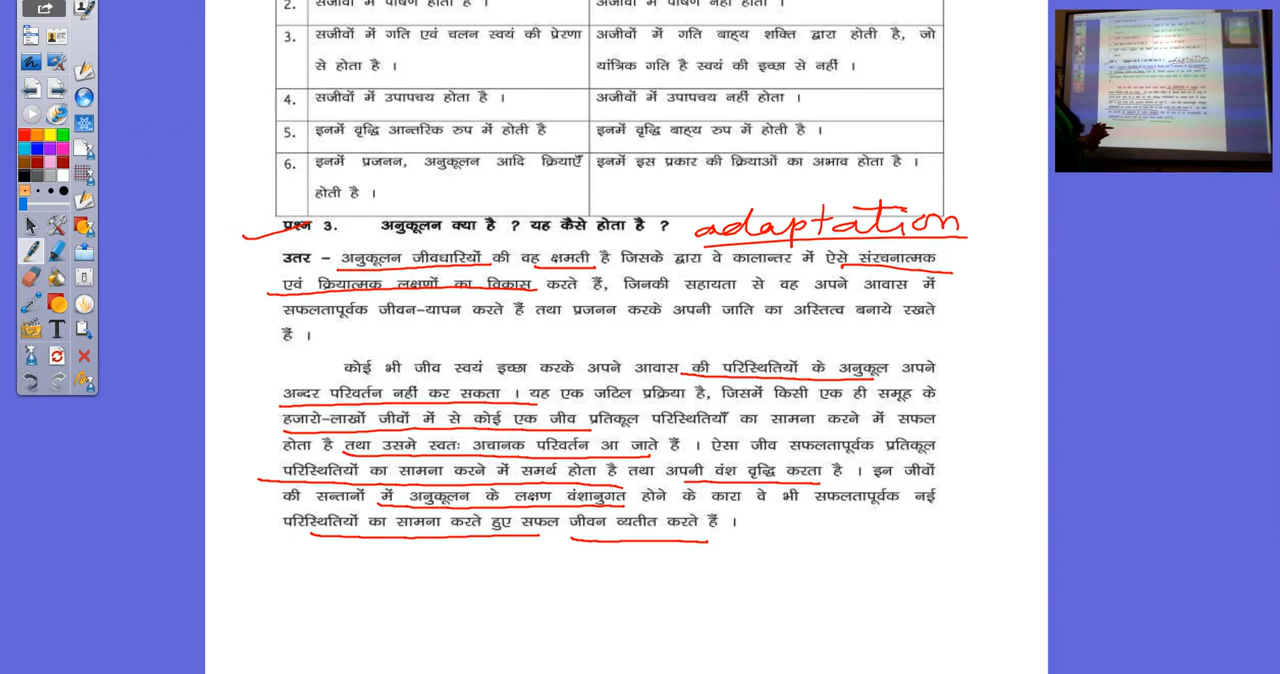 2. सजीवों में पोषण होता है । अजीवों में पोषण नहीं होता ।
3. सजीवों में गति एवं चलन स्वयं की प्रेरणा अजीवों में गति बाह्य शक्ति द्वारा होती है, जो
से होता है । यांत्रिक गति है स्वयं की इच्छा से नहीं ।
4. सजीवों में उपापचय होता है । अजीवों में उपापचय नहीं होता ।
5. इनमें वृद्धि आन्तरिक रुप में होती है इनमें वृद्धि बाह्य रुप में होती है ।
6. इनमें प्रजनन, अनुकूलन आदि क्रियाएँ इनमें इस प्रकार की क्रियाओं का अभाव होता है ।
होती है ।
प्रश्न 3. अनुकूलन क्या है ? यह कैसे होता है ? adaptation
उतर – अनुकूलन जीवधारियों की वह क्षमती है जिसके द्वारा वे कालान्तर में ऐसे संरचनात्मक
एवं क्रियात्मक लक्षणों का विकास करते हैं, जिनकी सहायता से वह अपने आवास में
सफलतापूर्वक जीवन–यापन करते हैं तथा प्रजनन करके अपनी जाति का अस्तित्व बनाये रखते
हैं ।
कोई भी जीव स्वयं इच्छा करके अपने आवास की परिस्थितियों के अनुकूल अपने
अन्दर परिवर्तन नहीं कर सकता । यह एक जटिल प्रक्रिया है, जिसमें किसी एक ही समूह के
हजारो–लाखों जीवों में से कोई एक जीव प्रतिकूल परिस्थितियाँ का सामना करने में सफल
होता है तथा उसमे स्वतः अचानक परिवर्तन आ जाते हैं । ऐसा जीव सफलतापूर्वक प्रतिकूल
परिस्थितियों का सामना करने में समर्थ होता है तथा अपनी वंश वृद्धि करता है । इन जीवों
की सन्तानों में अनुकूलन के लक्षण वंशानुगत होने के कारा वे भी सफलतापूर्वक नई
परिस्थितियों का सामना करते हुए सफल जीवन व्यतीत करते हैं ।
adaptation